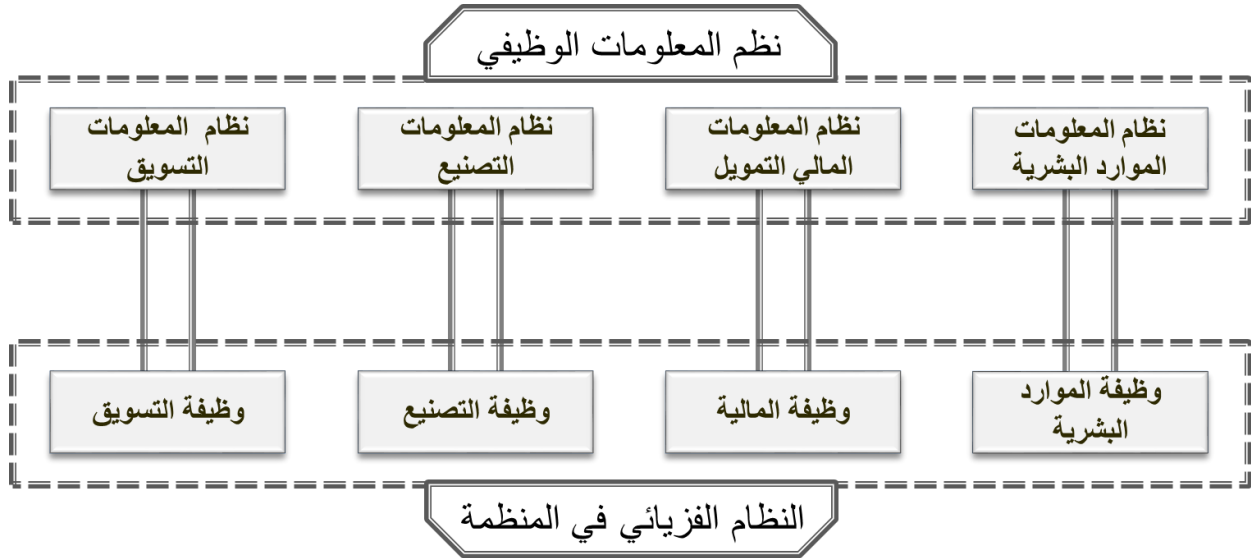 نظم المعلومات الوظيفي
نظام المعلومات
الموارد البشرية
نظام المعلومات
المالي التمويل
نظام المعلومات
التصنيع
نظام المعلومات
التسويق
وظيفة الموارد
البشرية
وظيفة المالية
وظيفة التصنيع
وظيفة التسويق
النظام الفزيائي في المنظمة